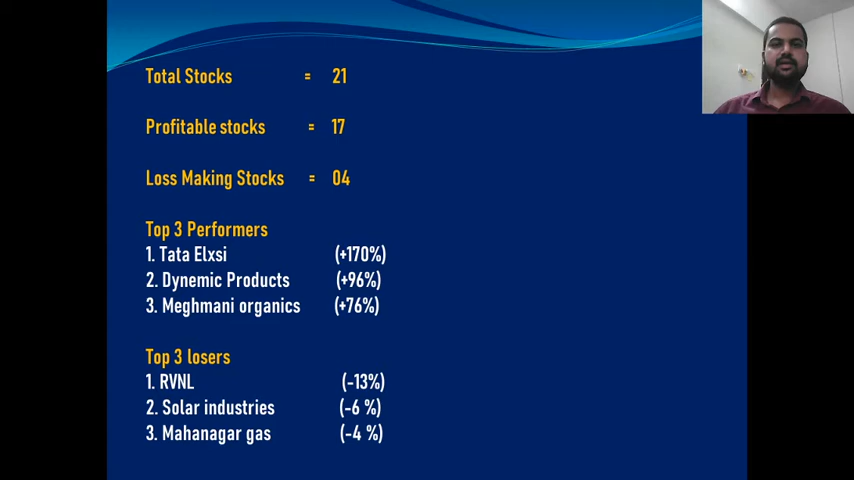 Total Stocks = 21
Profitable stocks = 17
Loss Making Stocks = 04
Top 3 Performers
1. Tata Elxsi (+170%)
2. Dynemic Products (+96%)
3. Meghmani organics (+76%)
Top 3 losers
1. RVNL (-13%)
2. Solar industries (-6 %)
3. Mahanagar gas (-4 %)